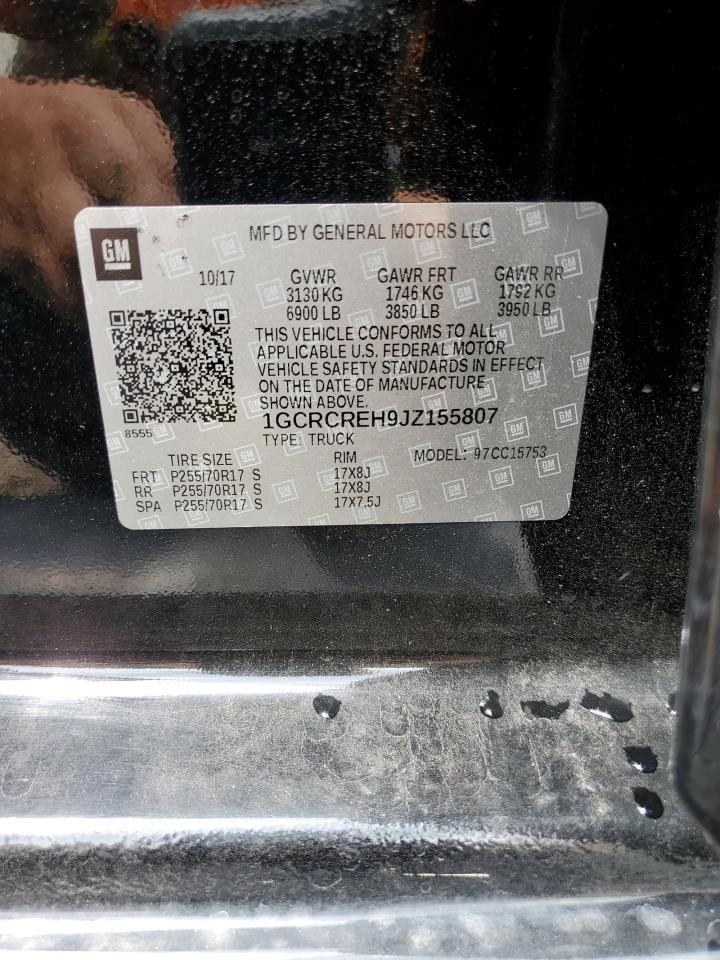 GM
MFD BY GENERAL MOTORS LLC
10/17 GVWR GAWR FRT GAWR RR
3130 KG 1746 KG 1792 KG
6900 LB 3850 LB 3950 LB
THIS VEHICLE CONFORMS TO ALL
APPLICABLE U.S. FEDERAL MOTOR
VEHICLE SAFETY STANDARDS IN EFFECT
ON THE DATE OF MANUFACTURE
SHOWN ABOVE.
1GCRCREH9JZ155807
8555
TYPE: TRUCK
TIRE SIZE RIM MODEL: 97CC15753
FRT P255/70R17 S 17X8J
RR P255/70R17 S 17X8J
SPA P255/70R17 S 17X7.5J